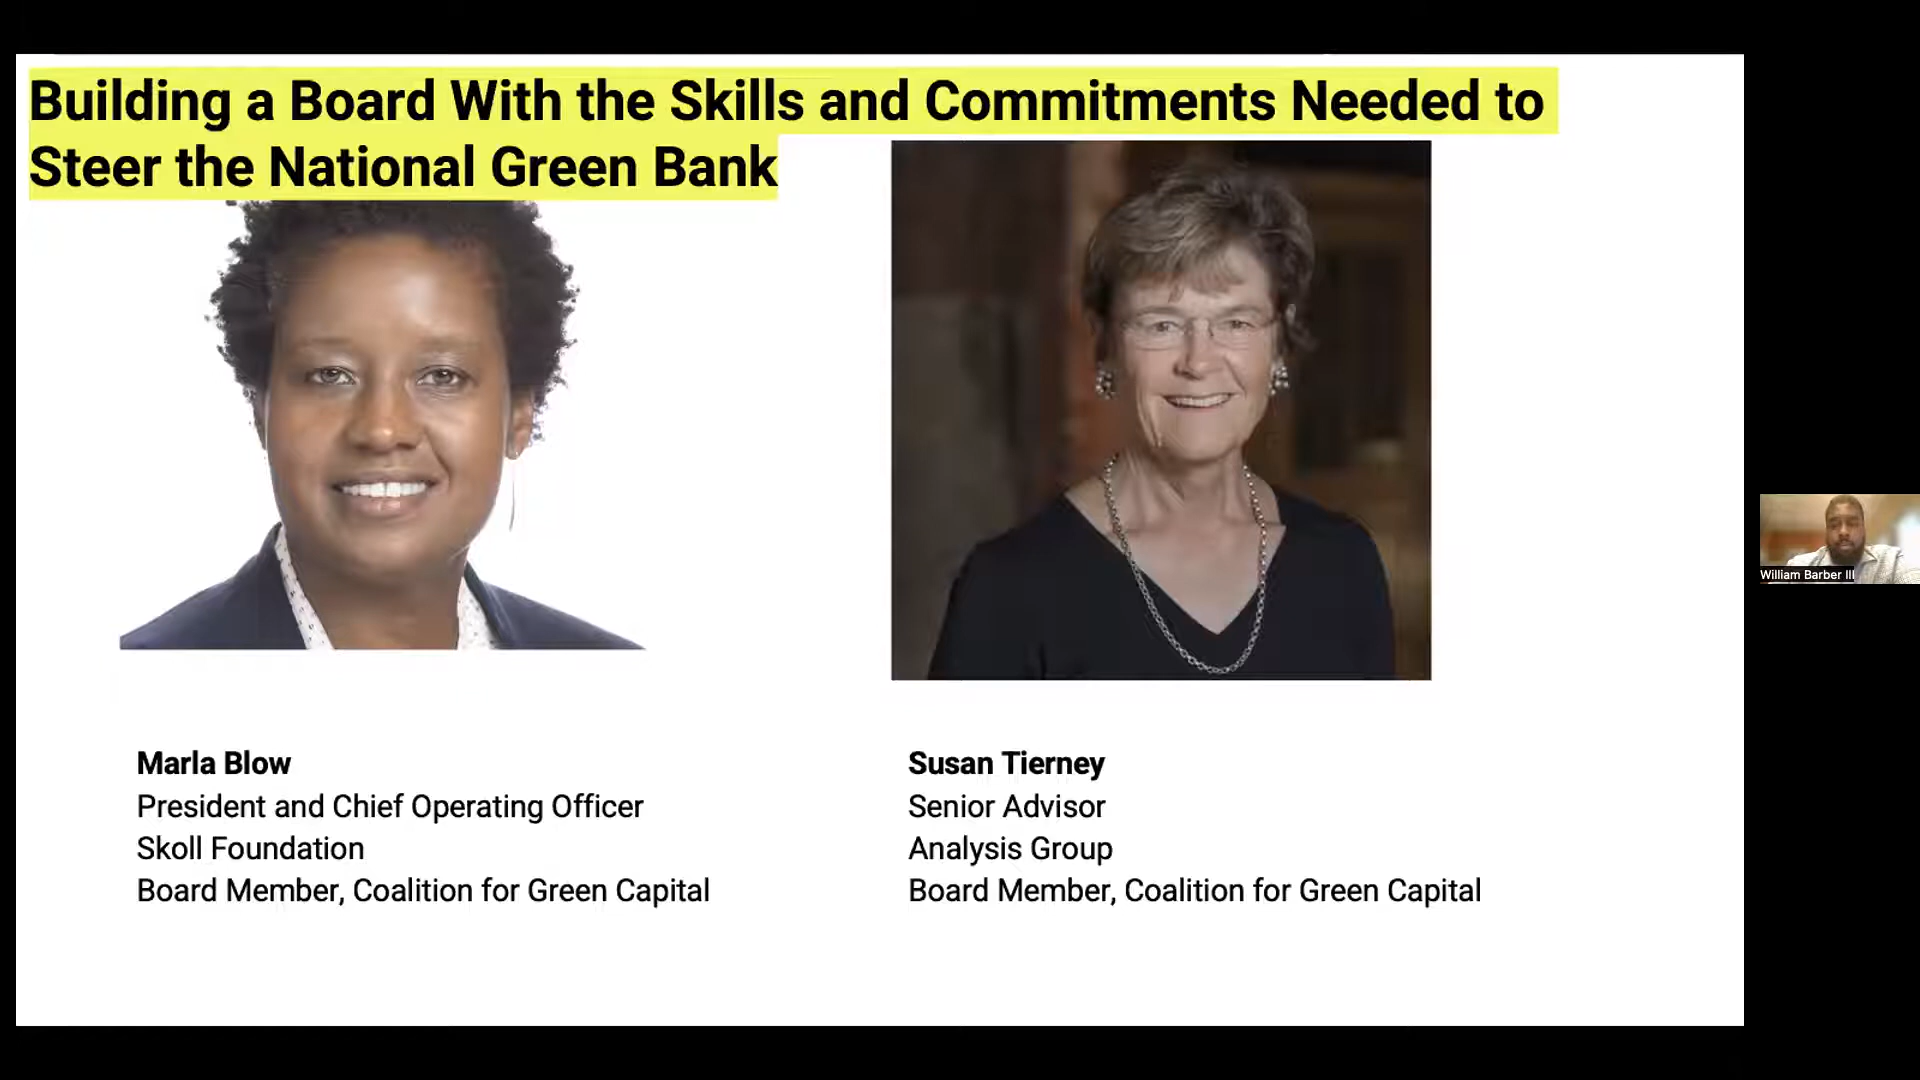 Building a Board With the Skills and Commitments Needed to
Steer the National Green Bank
Marla Blow
President and Chief Operating Officer
Skoll Foundation
Board Member, Coalition for Green Capital
Susan Tierney
Senior Advisor
Analysis Group
Board Member, Coalition for Green Capital
William Barber III